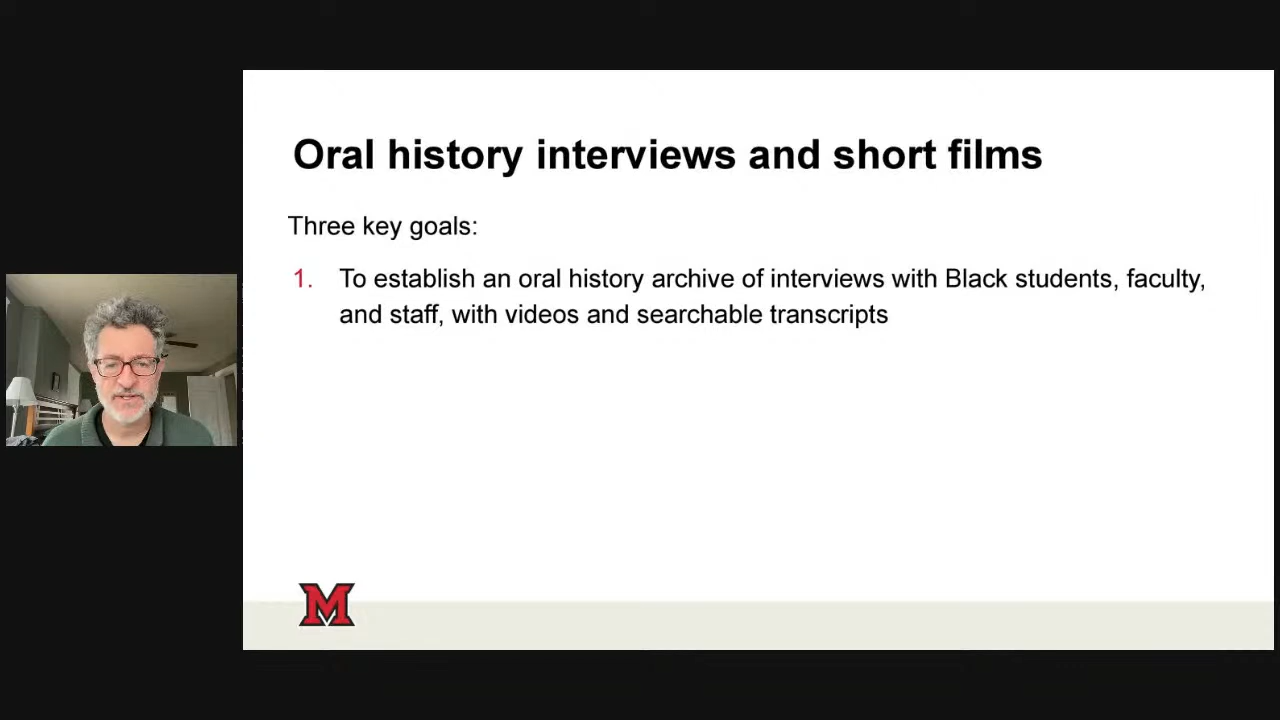 Oral history interviews and short films
Three key goals:
1. To establish an oral history archive of interviews with Black students, faculty,
and staff, with videos and searchable transcripts
M